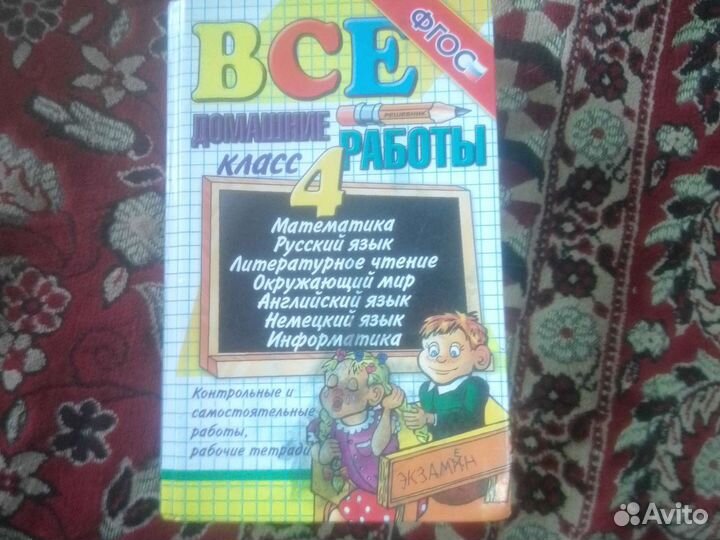 ФГОС
ВСЕ
РЕШЕБНИК
ДОМАШНИЕ
РАБОТЫ
класс 4
Математика
Русский язык
Литературное чтение
Окружающий мир
Английский язык
Немецкий язык
Информатика
Контрольные и
самостоятельные
работы,
рабочие тетради
Е
ЭКЗАМИН
Avito